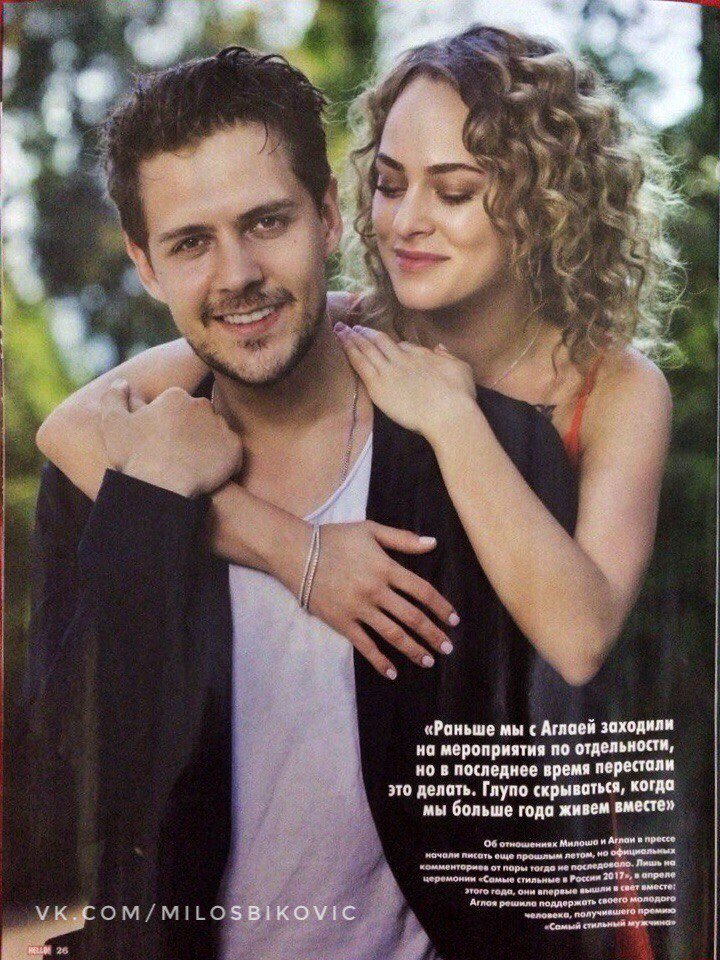 «Раньше мы с Аглаей заходили
на мероприятия по отдельности,
но в последнее время перестали
это делать. Глупо скрываться, когда
мы больше года живем вместе»
Об отношениях Милоша и Аглаи в прессе
начали писать еще прошлым летом, но официальных
комментариев от пары тогда не последовало. Лишь на
церемонии «Самые стильные в России 2017», в апреле
этого года, они впервые вышли в свет вместе:
Аглая решила поддержать своего молодого
человека, получившего премию
«Самый стильный мужчина»
VK.COM/MILOSBIKOVIC
HELLO! 26